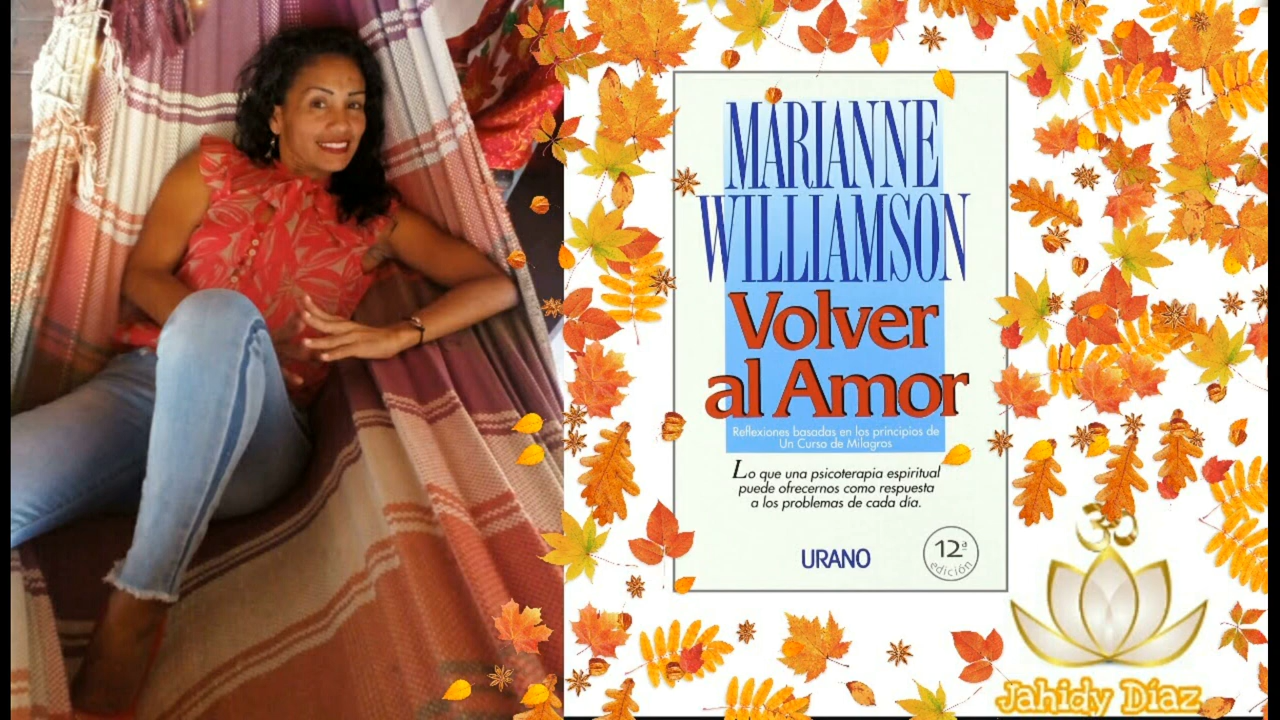 MARIANNE
WILLIAMSON
Volver
al Amor
Reflexiones basadas en los principios de
Un Curso de Milagros
Lo que una psicoterapia espiritual
puede ofrecernos como respuesta
a los problemas de cada día.
URANO
12ª
edición
ॐ
Jahidy Díaz